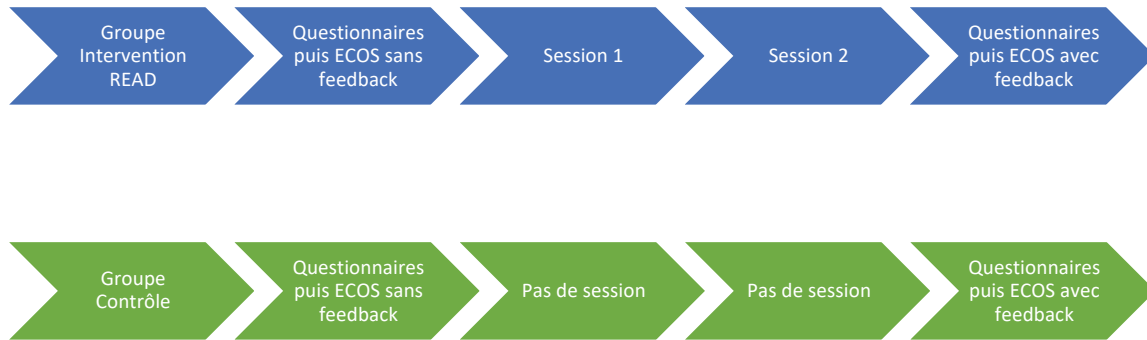 Groupe
Intervention
READ
Questionnaires
puis ECOS sans
feedback
Session 1
Session 2
Questionnaires
puis ECOS avec
feedback
Groupe
Contrôle
Questionnaires
puis ECOS sans
feedback
Pas de session
Pas de session
Questionnaires
puis ECOS avec
feedback